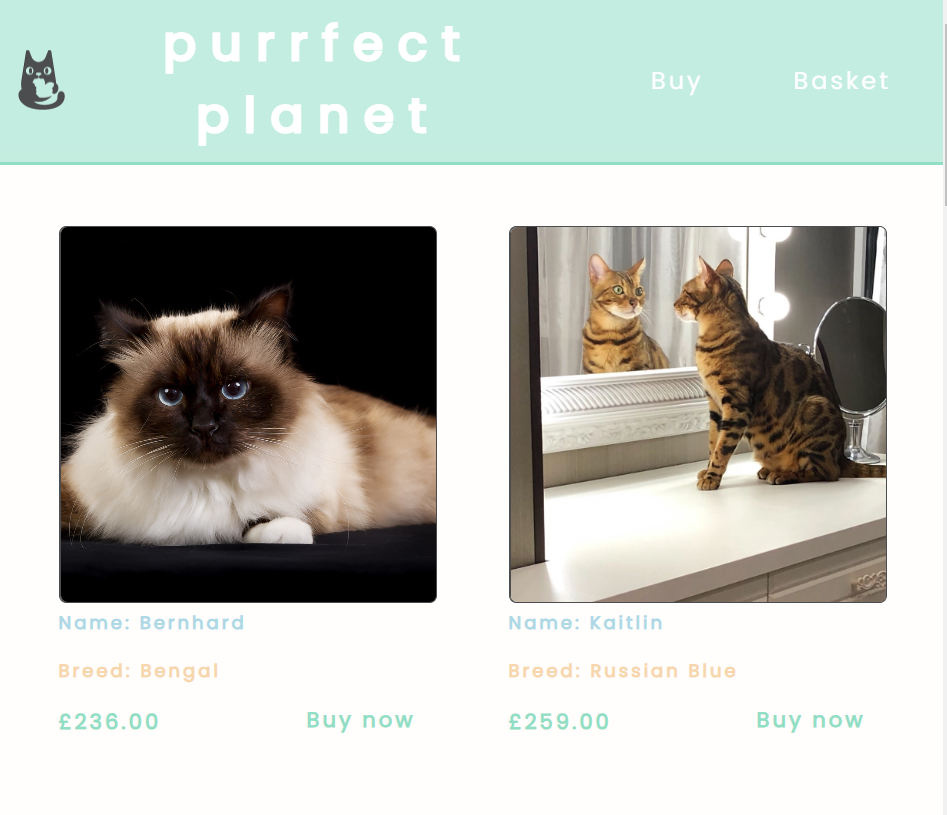 purrfect
planet
Buy
Basket
Name: Bernhard
Breed: Bengal
£236.00
Buy now
Name: Kaitlin
Breed: Russian Blue
£259.00
Buy now